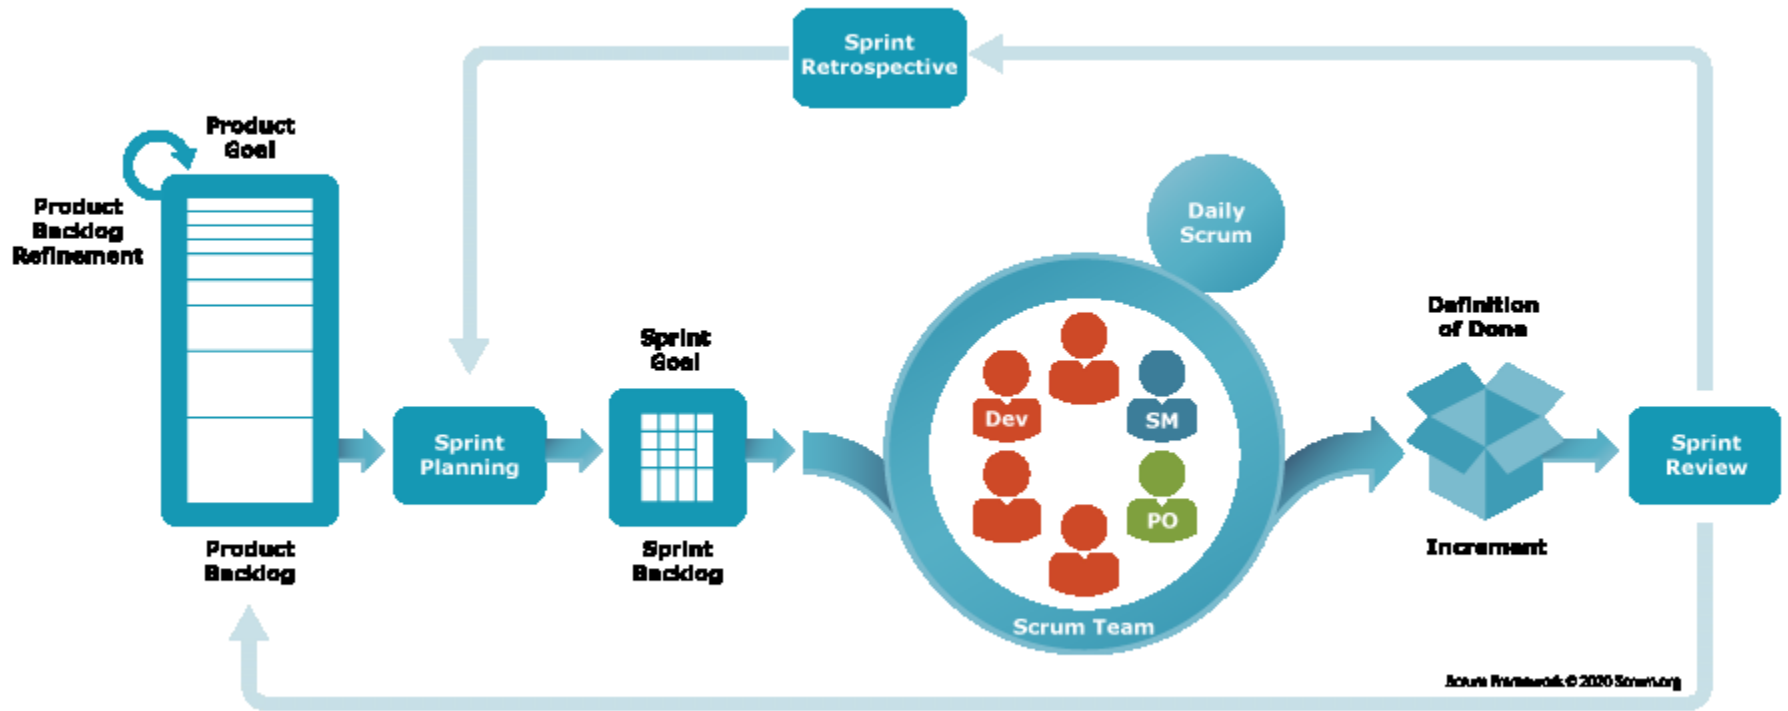 Sprint
Retrospective
Product
Goal
Product
Backlog
Refinement
Daily
Scrum
Definition
of Done
Sprint
Goal
Dev
SM
Sprint
Planning
Sprint
Review
PO
Product
Backlog
Sprint
Backlog
Increment
Scrum Team
Scrum Framework © 2020 Scrum.org